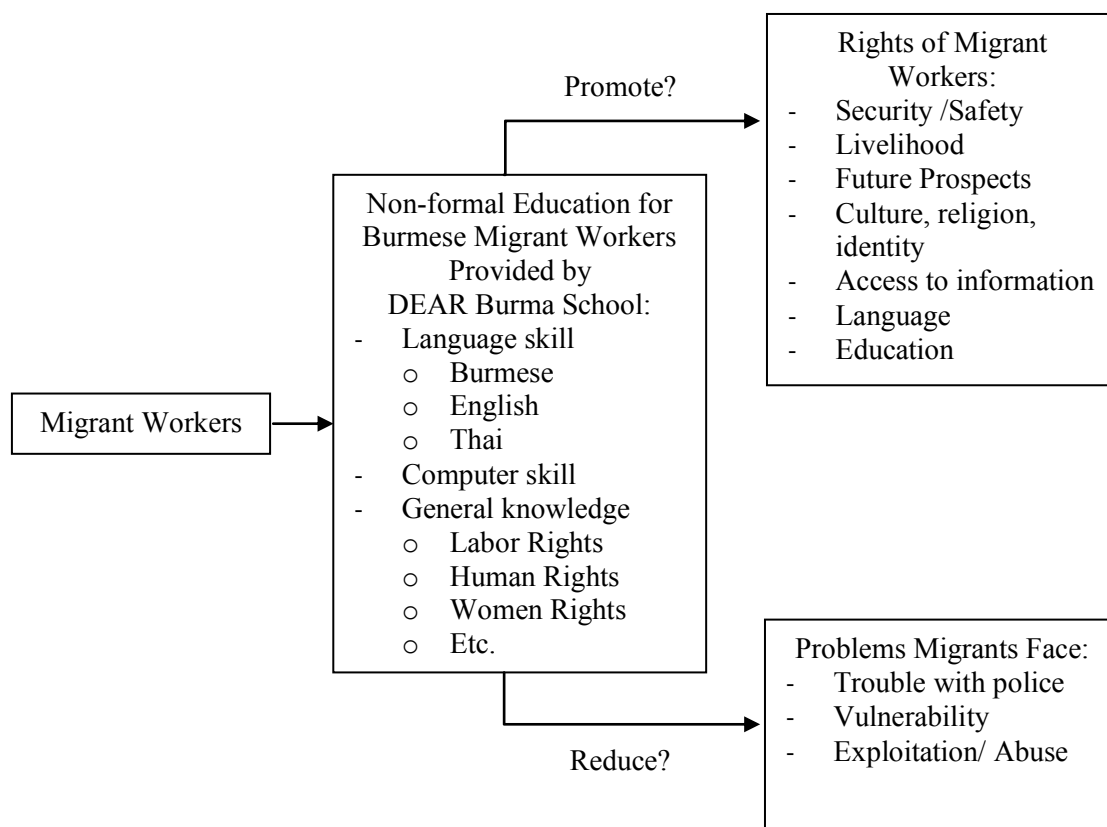 Migrant Workers
Non-formal Education for
Burmese Migrant Workers
Provided by
DEAR Burma School:
- Language skill
o Burmese
o English
o Thai
- Computer skill
- General knowledge
o Labor Rights
o Human Rights
o Women Rights
o Etc.
Promote?
Rights of Migrant
Workers:
- Security /Safety
- Livelihood
- Future Prospects
- Culture, religion,
identity
- Access to information
- Language
- Education
Reduce?
Problems Migrants Face:
- Trouble with police
- Vulnerability
- Exploitation/ Abuse